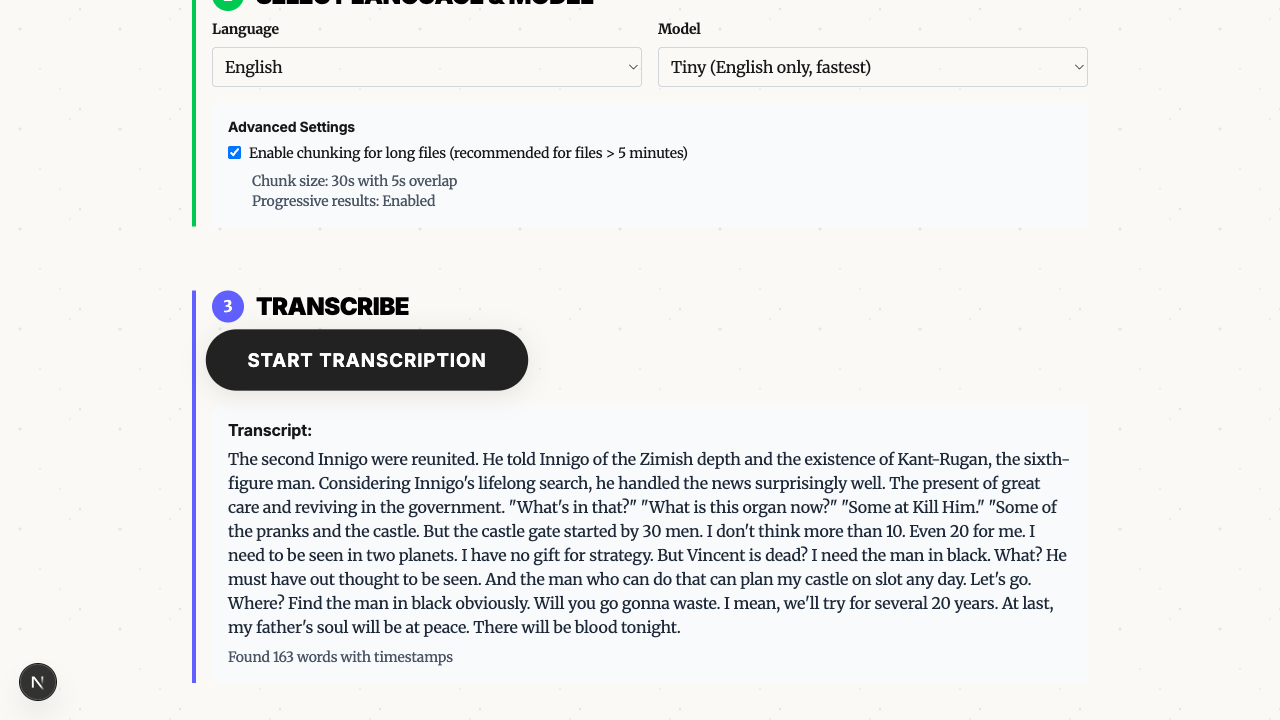 SELECT LANGUAGE & MODEL
Language
Model
English
Tiny (English only, fastest)
Advanced Settings
Enable chunking for long files (recommended for files > 5 minutes)
Chunk size: 30s with 5s overlap
Progressive results: Enabled
3 TRANSCRIBE
START TRANSCRIPTION
Transcript:
The second Innigo were reunited. He told Innigo of the Zimish depth and the existence of Kant-Rugan, the sixth-
figure man. Considering Innigo's lifelong search, he handled the news surprisingly well. The present of great
care and reviving in the government. "What's in that?" "What is this organ now?" "Some at Kill Him." "Some of
the pranks and the castle. But the castle gate started by 30 men. I don't think more than 10. Even 20 for me. I
need to be seen in two planets. I have no gift for strategy. But Vincent is dead? I need the man in black. What? He
must have out thought to be seen. And the man who can do that can plan my castle on slot any day. Let's go.
Where? Find the man in black obviously. Will you go gonna waste. I mean, we'll try for several 20 years. At last,
my father's soul will be at peace. There will be blood tonight.
Found 163 words with timestamps
N